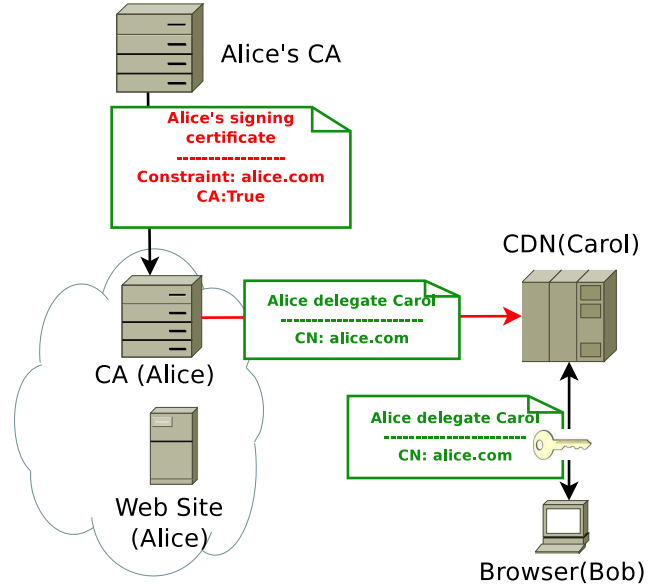 Alice's CA
Alice's signing
certificate
-----------------
Constraint: alice.com
CA:True
CDN(Carol)
Alice delegate Carol
----------------------
CN: alice.com
CA (Alice)
Alice delegate Carol
----------------------
CN: alice.com
Web Site
(Alice)
Browser(Bob)